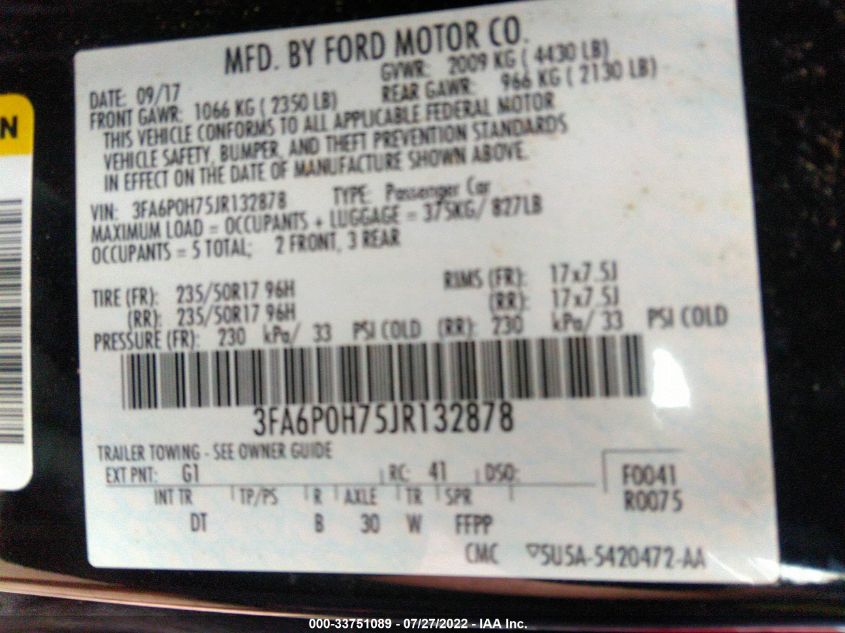 MFD. BY FORD MOTOR CO.
DATE: 09/17 GVWR: 2009 KG ( 4430 LB)
FRONT GAWR: 1066 KG ( 2350 LB) REAR GAWR: 966 KG ( 2130 LB)
THIS VEHICLE CONFORMS TO ALL APPLICABLE FEDERAL MOTOR
VEHICLE SAFETY, BUMPER, AND THEFT PREVENTION STANDARDS
IN EFFECT ON THE DATE OF MANUFACTURE SHOWN ABOVE.
VIN: 3FA6P0H75JR132878 TYPE: Passenger Car
MAXIMUM LOAD = OCCUPANTS + LUGGAGE = 375KG/ 827LB
OCCUPANTS = 5 TOTAL; 2 FRONT, 3 REAR
TIRE (FR): 235/50R17 96H RIMS (FR): 17x7.5J
(RR): 235/50R17 96H (RR): 17x7.5J
PRESSURE (FR): 230 kPa/ 33 PSI COLD (RR): 230 kPa/ 33 PSI COLD
3FA6P0H75JR132878
TRAILER TOWING - SEE OWNER GUIDE
EXT PNT: G1 RC: 41 DSO: F0041
INT TR TP/PS R AXLE TR SPR R0075
DT B 30 W FFPP
CMC ▽5U5A-5420472-AA
N
000-33751089 - 07/27/2022 - IAA Inc.